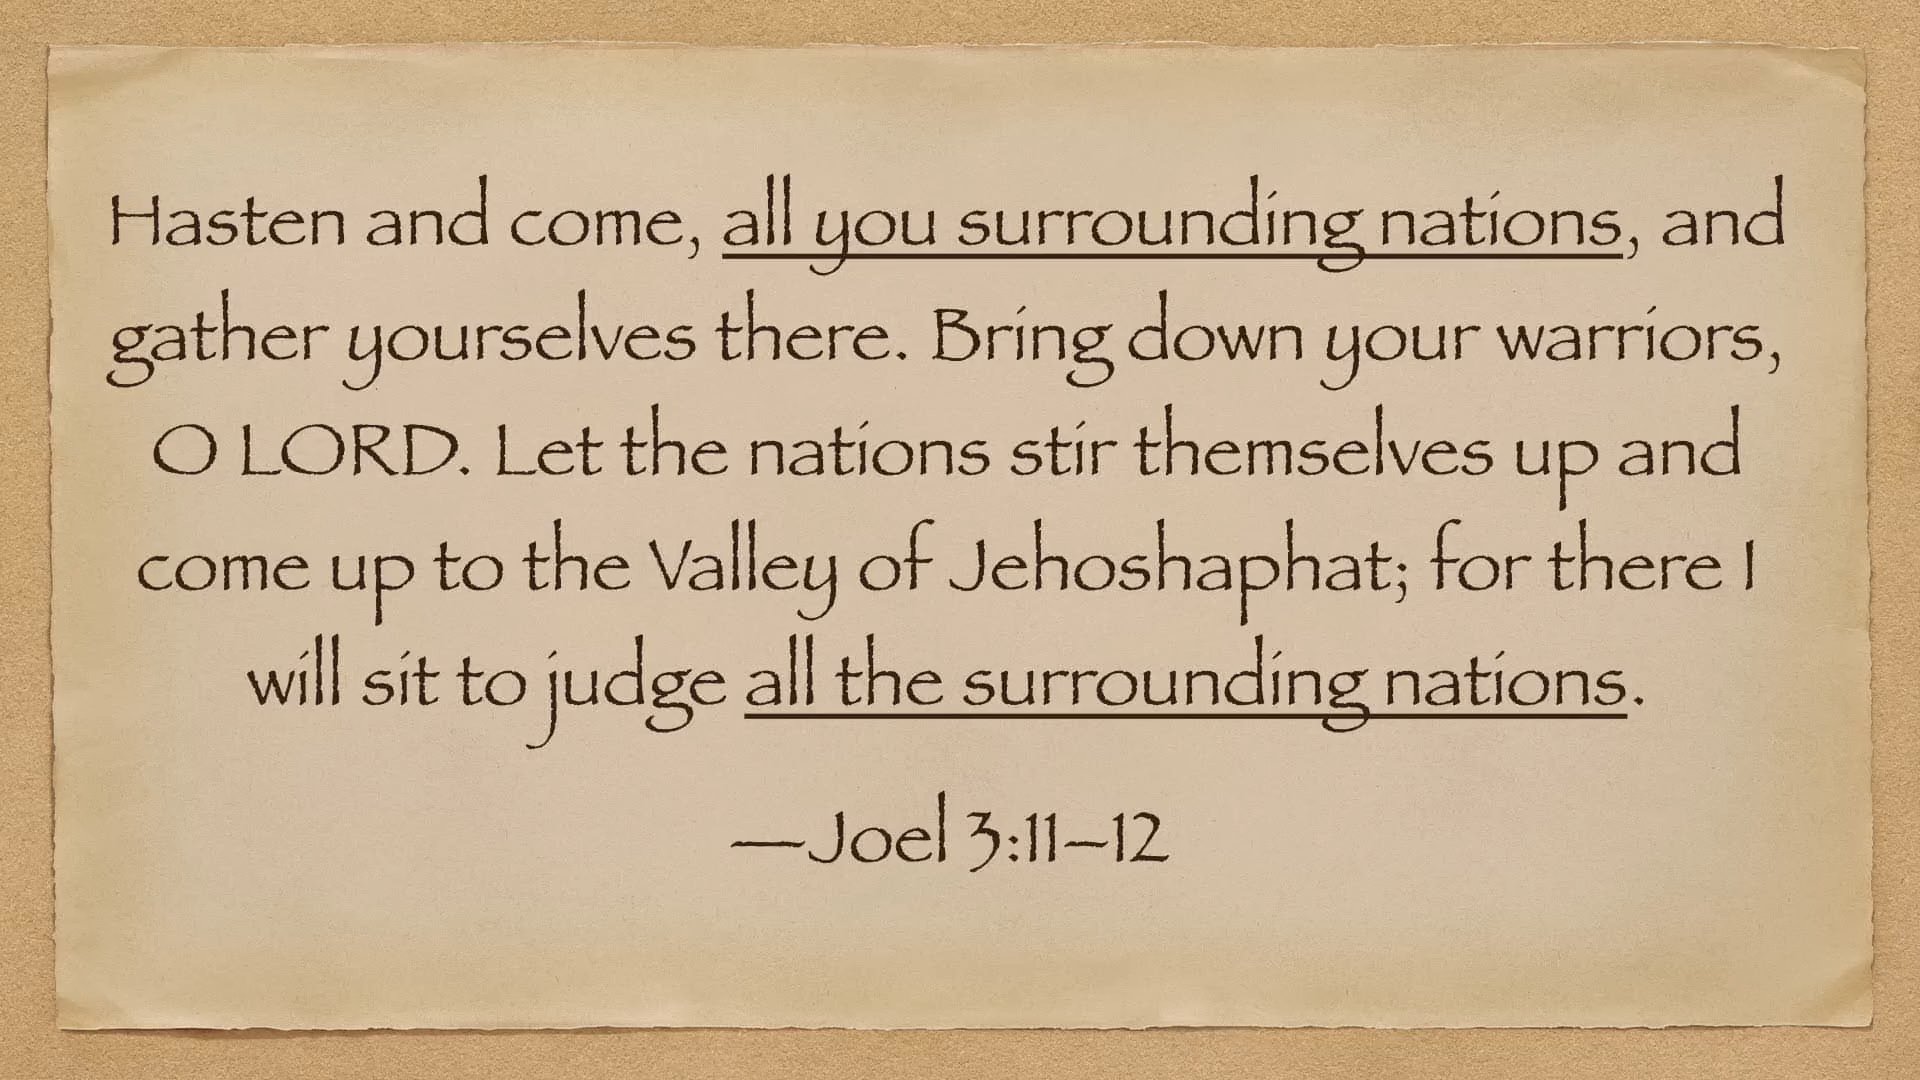 Hasten and come, all you surrounding nations, and
gather yourselves there. Bring down your warriors,
O LORD. Let the nations stir themselves up and
come up to the Valley of Jehoshaphat; for there I
will sit to judge all the surrounding nations.
—Joel 3:11–12